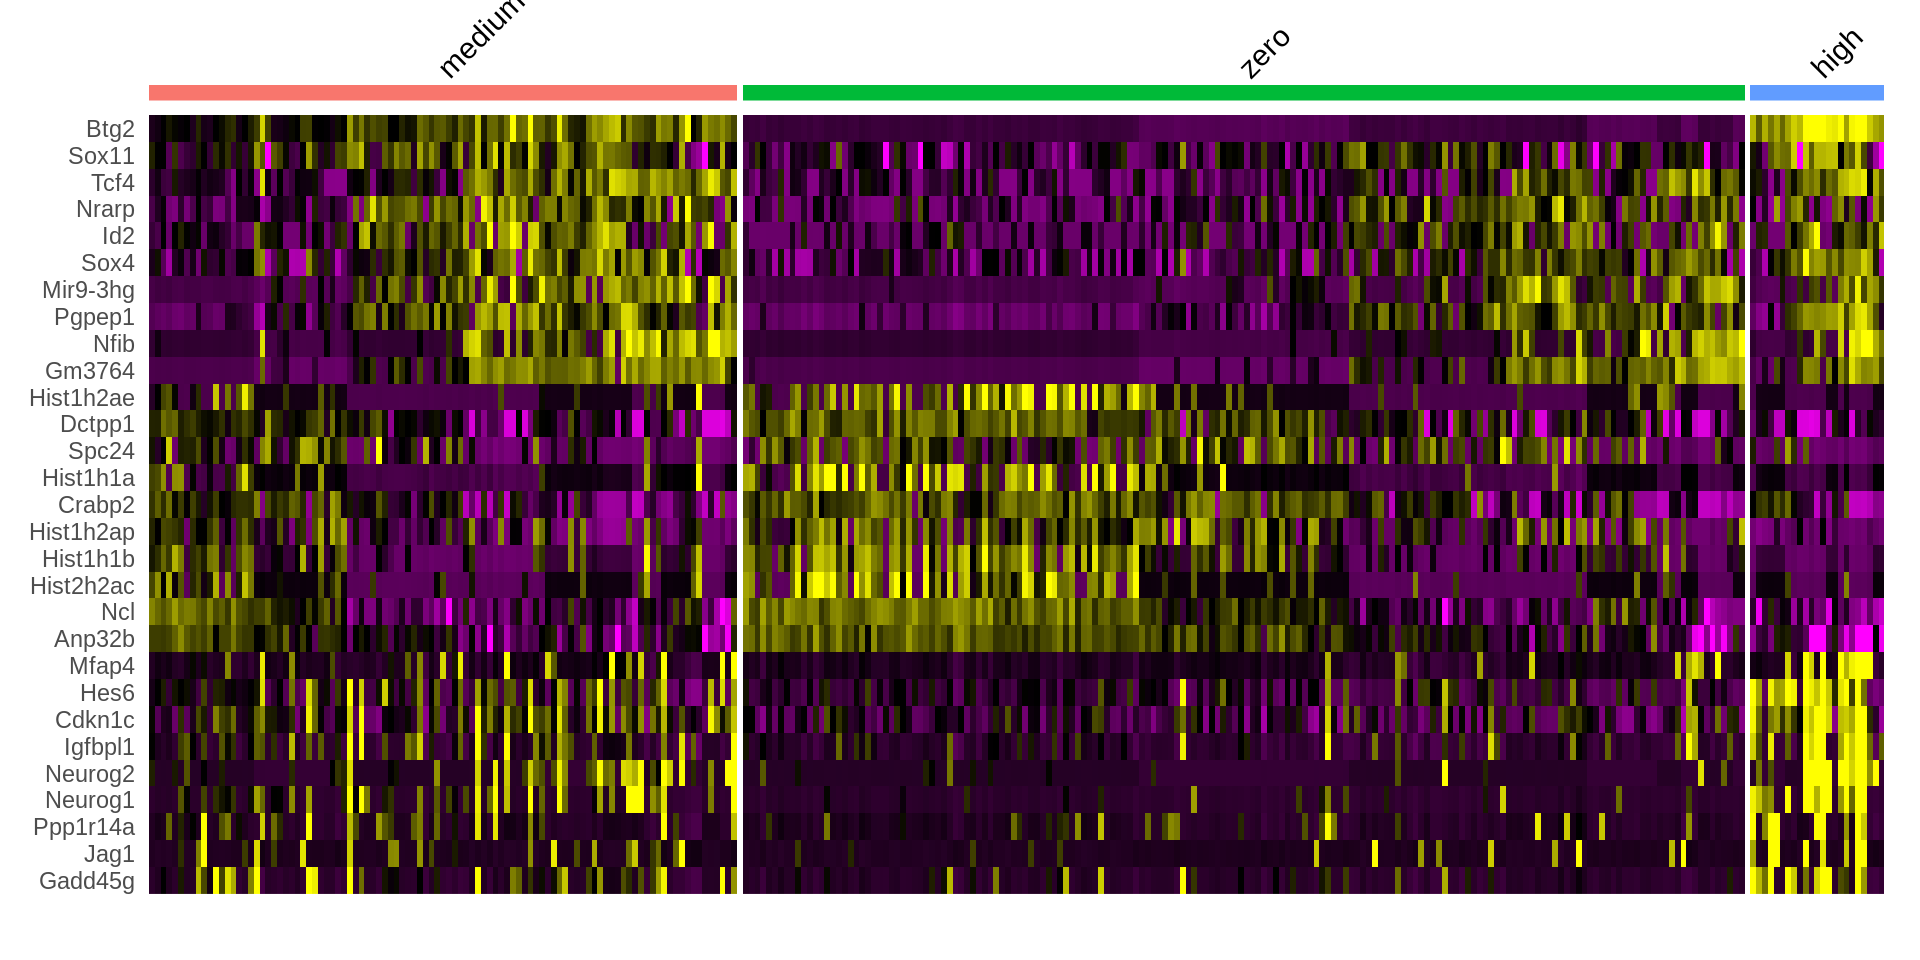 medium
zero
high
Btg2
Sox11
Tcf4
Nrarp
Id2
Sox4
Mir9-3hg
Pgpep1
Nfib
Gm3764
Hist1h2ae
Dctpp1
Spc24
Hist1h1a
Crabp2
Hist1h2ap
Hist1h1b
Hist2h2ac
Ncl
Anp32b
Mfap4
Hes6
Cdkn1c
Igfbpl1
Neurog2
Neurog1
Ppp1r14a
Jag1
Gadd45g